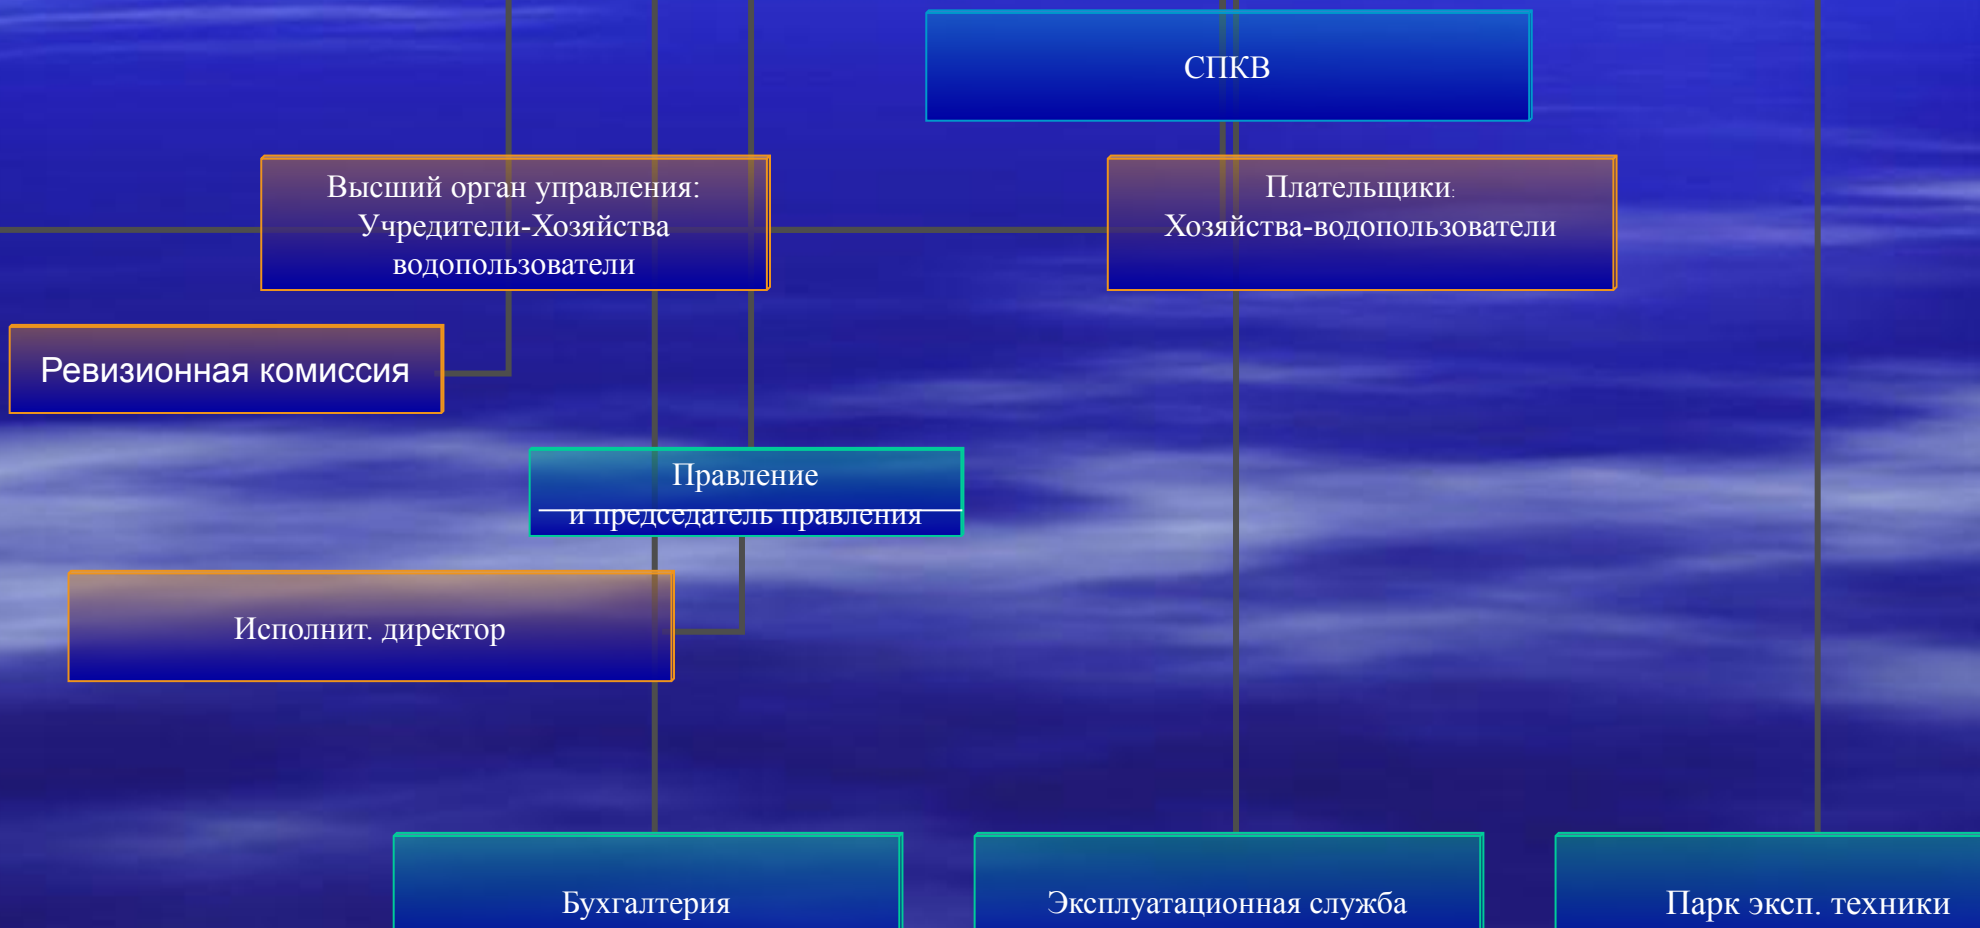 СПКВ
Высший орган управления:
Учредители-Хозяйства
водопользователи
Плательщики:
Хозяйства-водопользователи
Ревизионная комиссия
Правление
и председатель правления
Исполнит. директор
Бухгалтерия
Эксплуатационная служба
Парк эксп. техники